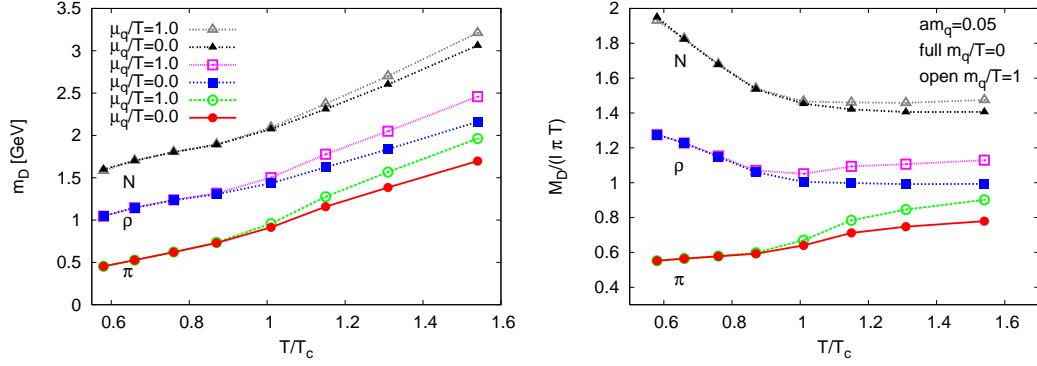 m_D [GeV]
3.5
3
2.5
2
1.5
1
0.5
0
μ_q/T=1.0
μ_q/T=0.0
μ_q/T=1.0
μ_q/T=0.0
μ_q/T=1.0
μ_q/T=0.0
N
ρ
π
0.6 0.8 1 1.2 1.4 1.6
T/T_c
M_D/(l π T)
2
1.8
1.6
1.4
1.2
1
0.8
0.6
0.4
am_q=0.05
full m_q/T=0
open m_q/T=1
N
ρ
π
0.6 0.8 1 1.2 1.4 1.6
T/T_c